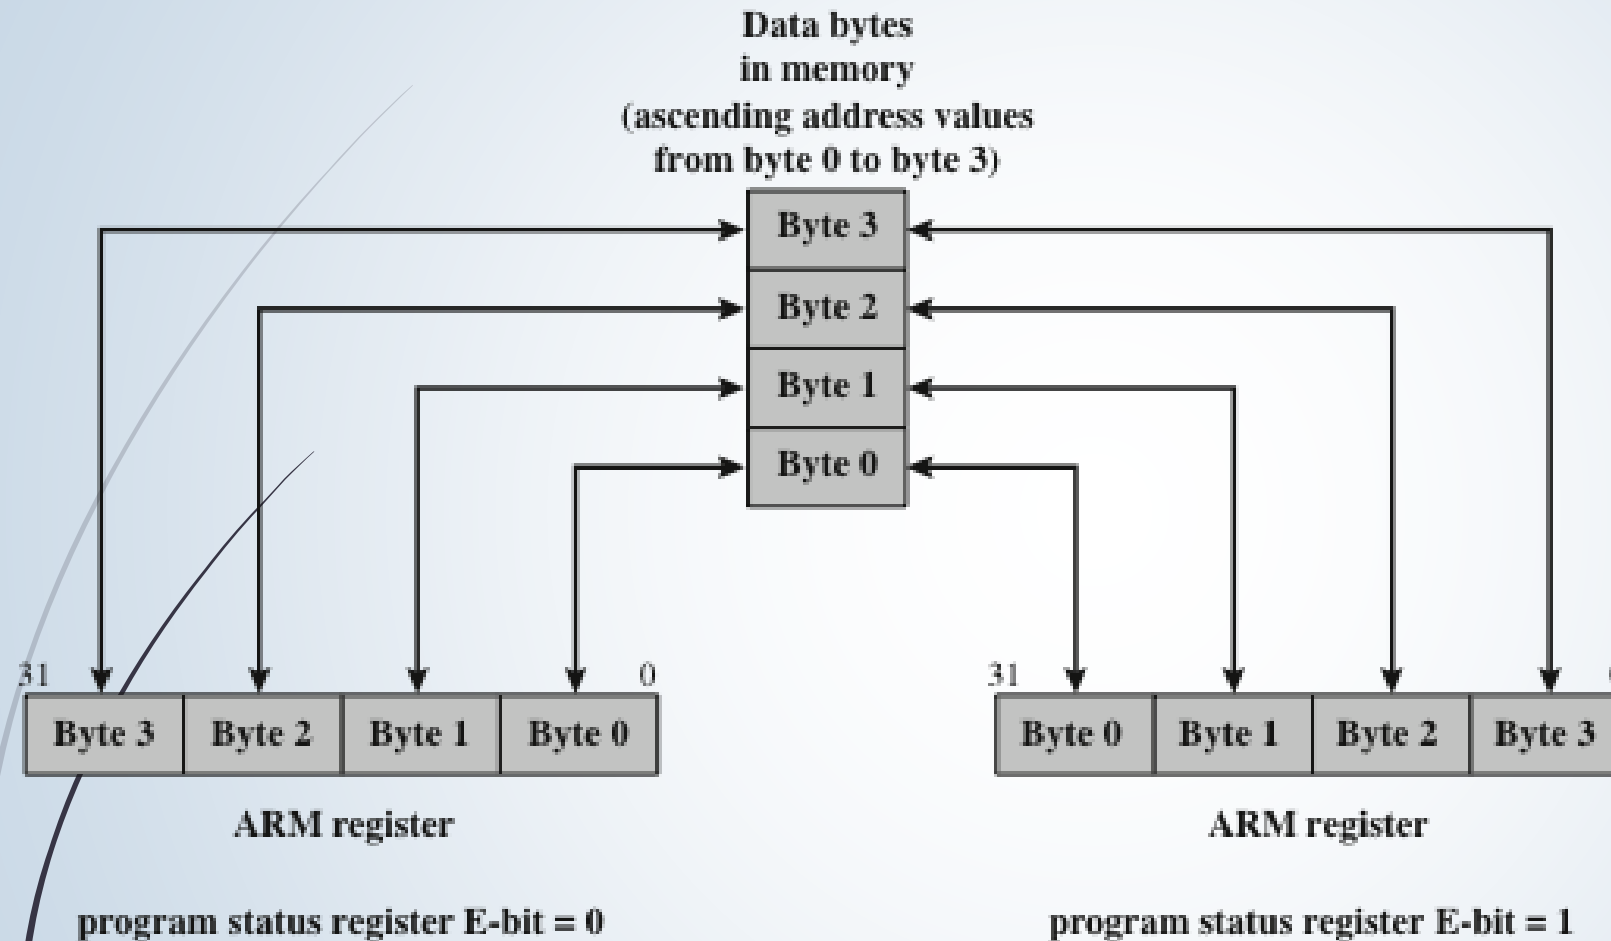 Data bytes
in memory
(ascending address values
from byte 0 to byte 3)
Byte 3
Byte 2
Byte 1
Byte 0
31 0
Byte 3 Byte 2 Byte 1 Byte 0
ARM register
program status register E-bit = 0
31
Byte 0 Byte 1 Byte 2 Byte 3
ARM register
program status register E-bit = 1